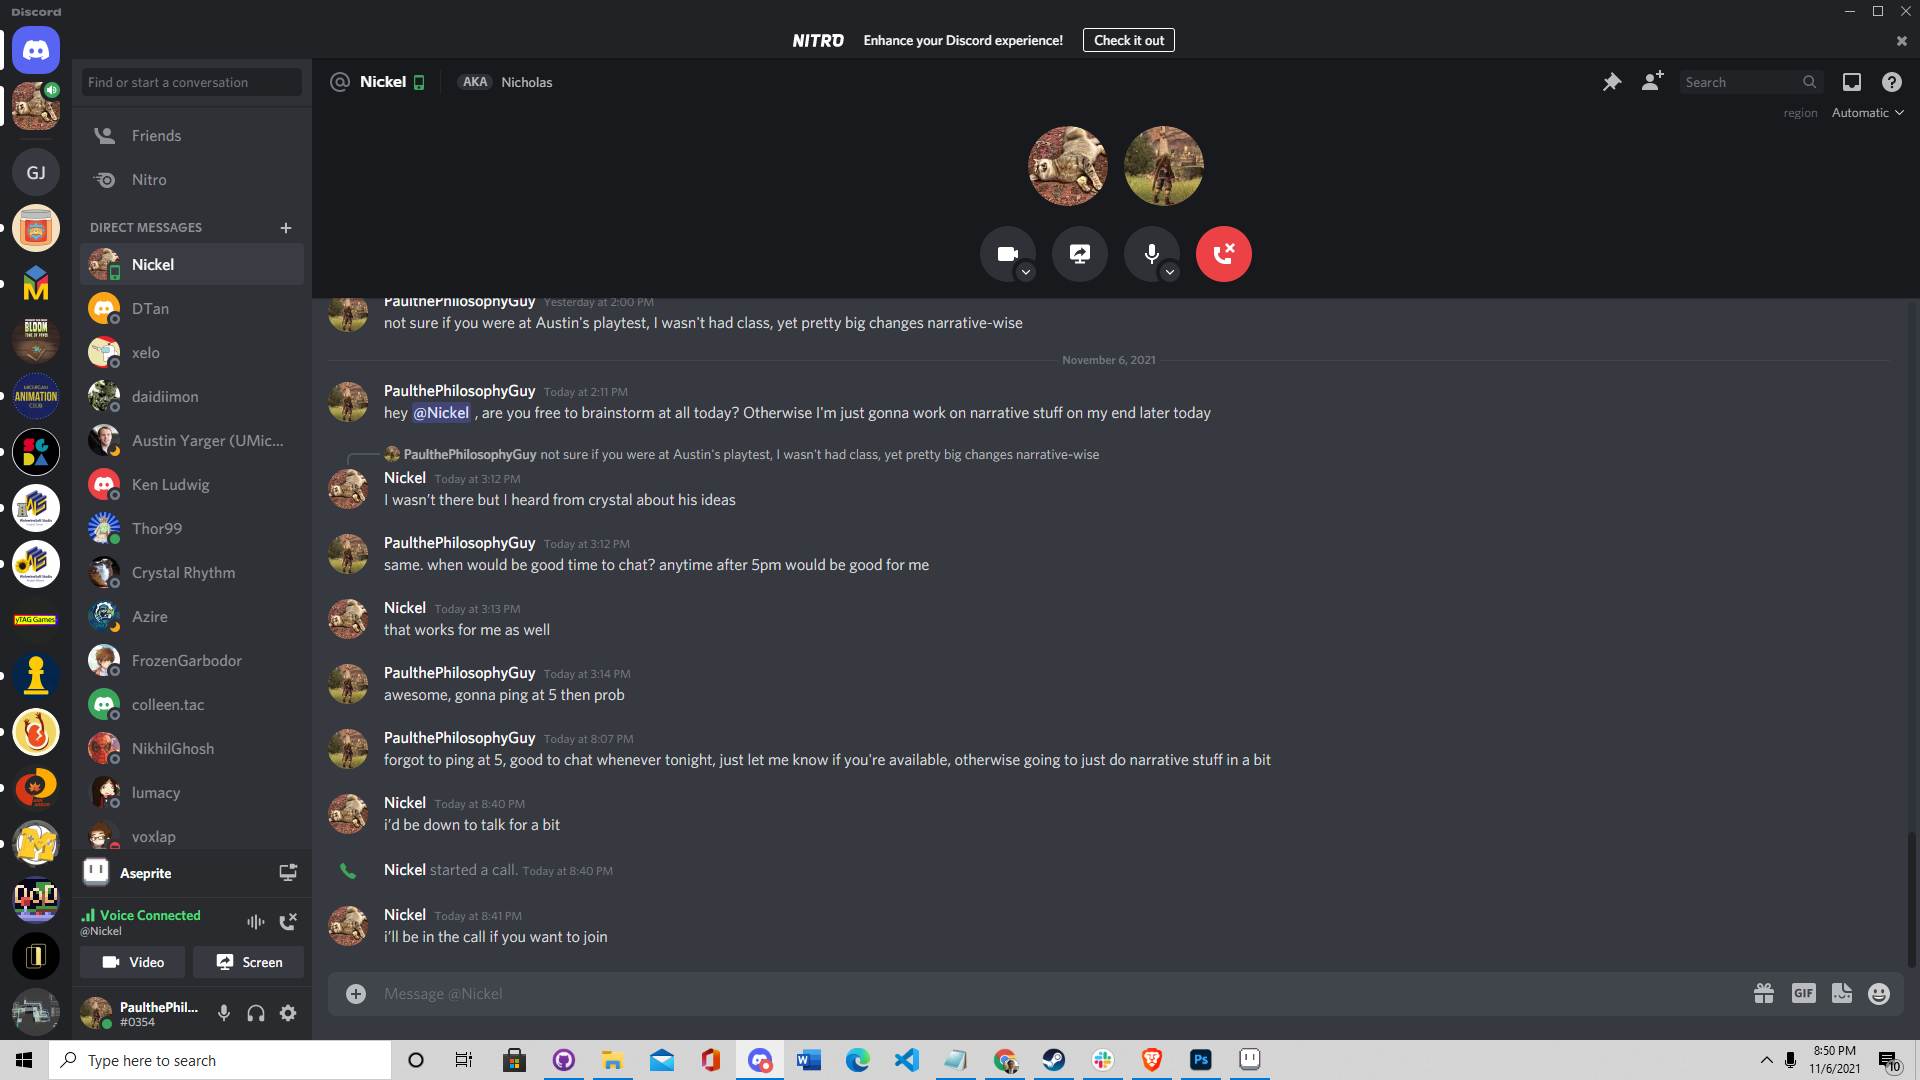 Discord
NITRO Enhance your Discord experience! Check it out
Find or start a conversation
Nickel AKA Nicholas
Search
region Automatic
Friends
Nitro
DIRECT MESSAGES
Nickel
DTan
xelo
daidiimon
Austin Yarger (UMic...
Ken Ludwig
Thor99
Crystal Rhythm
Azire
FrozenGarbodor
colleen.tac
NikhilGhosh
lumacy
voxlap
Aseprite
Voice Connected
@Nickel
Video Screen
PaulthePhil...
#0354
GJ
BLOOM
MICHIGAN
ANIMATION
CLUB
yTAG Games
PaulthePhilosophyGuy Yesterday at 2:00 PM
not sure if you were at Austin's playtest, I wasn't had class, yet pretty big changes narrative-wise
November 6, 2021
PaulthePhilosophyGuy Today at 2:11 PM
hey @Nickel , are you free to brainstorm at all today? Otherwise I'm just gonna work on narrative stuff on my end later today
PaulthePhilosophyGuy not sure if you were at Austin's playtest, I wasn't had class, yet pretty big changes narrative-wise
Nickel Today at 3:12 PM
I wasn't there but I heard from crystal about his ideas
PaulthePhilosophyGuy Today at 3:12 PM
same. when would be good time to chat? anytime after 5pm would be good for me
Nickel Today at 3:13 PM
that works for me as well
PaulthePhilosophyGuy Today at 3:14 PM
awesome, gonna ping at 5 then prob
PaulthePhilosophyGuy Today at 8:07 PM
forgot to ping at 5, good to chat whenever tonight, just let me know if you're available, otherwise going to just do narrative stuff in a bit
Nickel Today at 8:40 PM
i'd be down to talk for a bit
Nickel started a call. Today at 8:40 PM
Nickel Today at 8:41 PM
i'll be in the call if you want to join
Message @Nickel
GIF
Type here to search
Ps
8:50 PM
11/6/2021
10